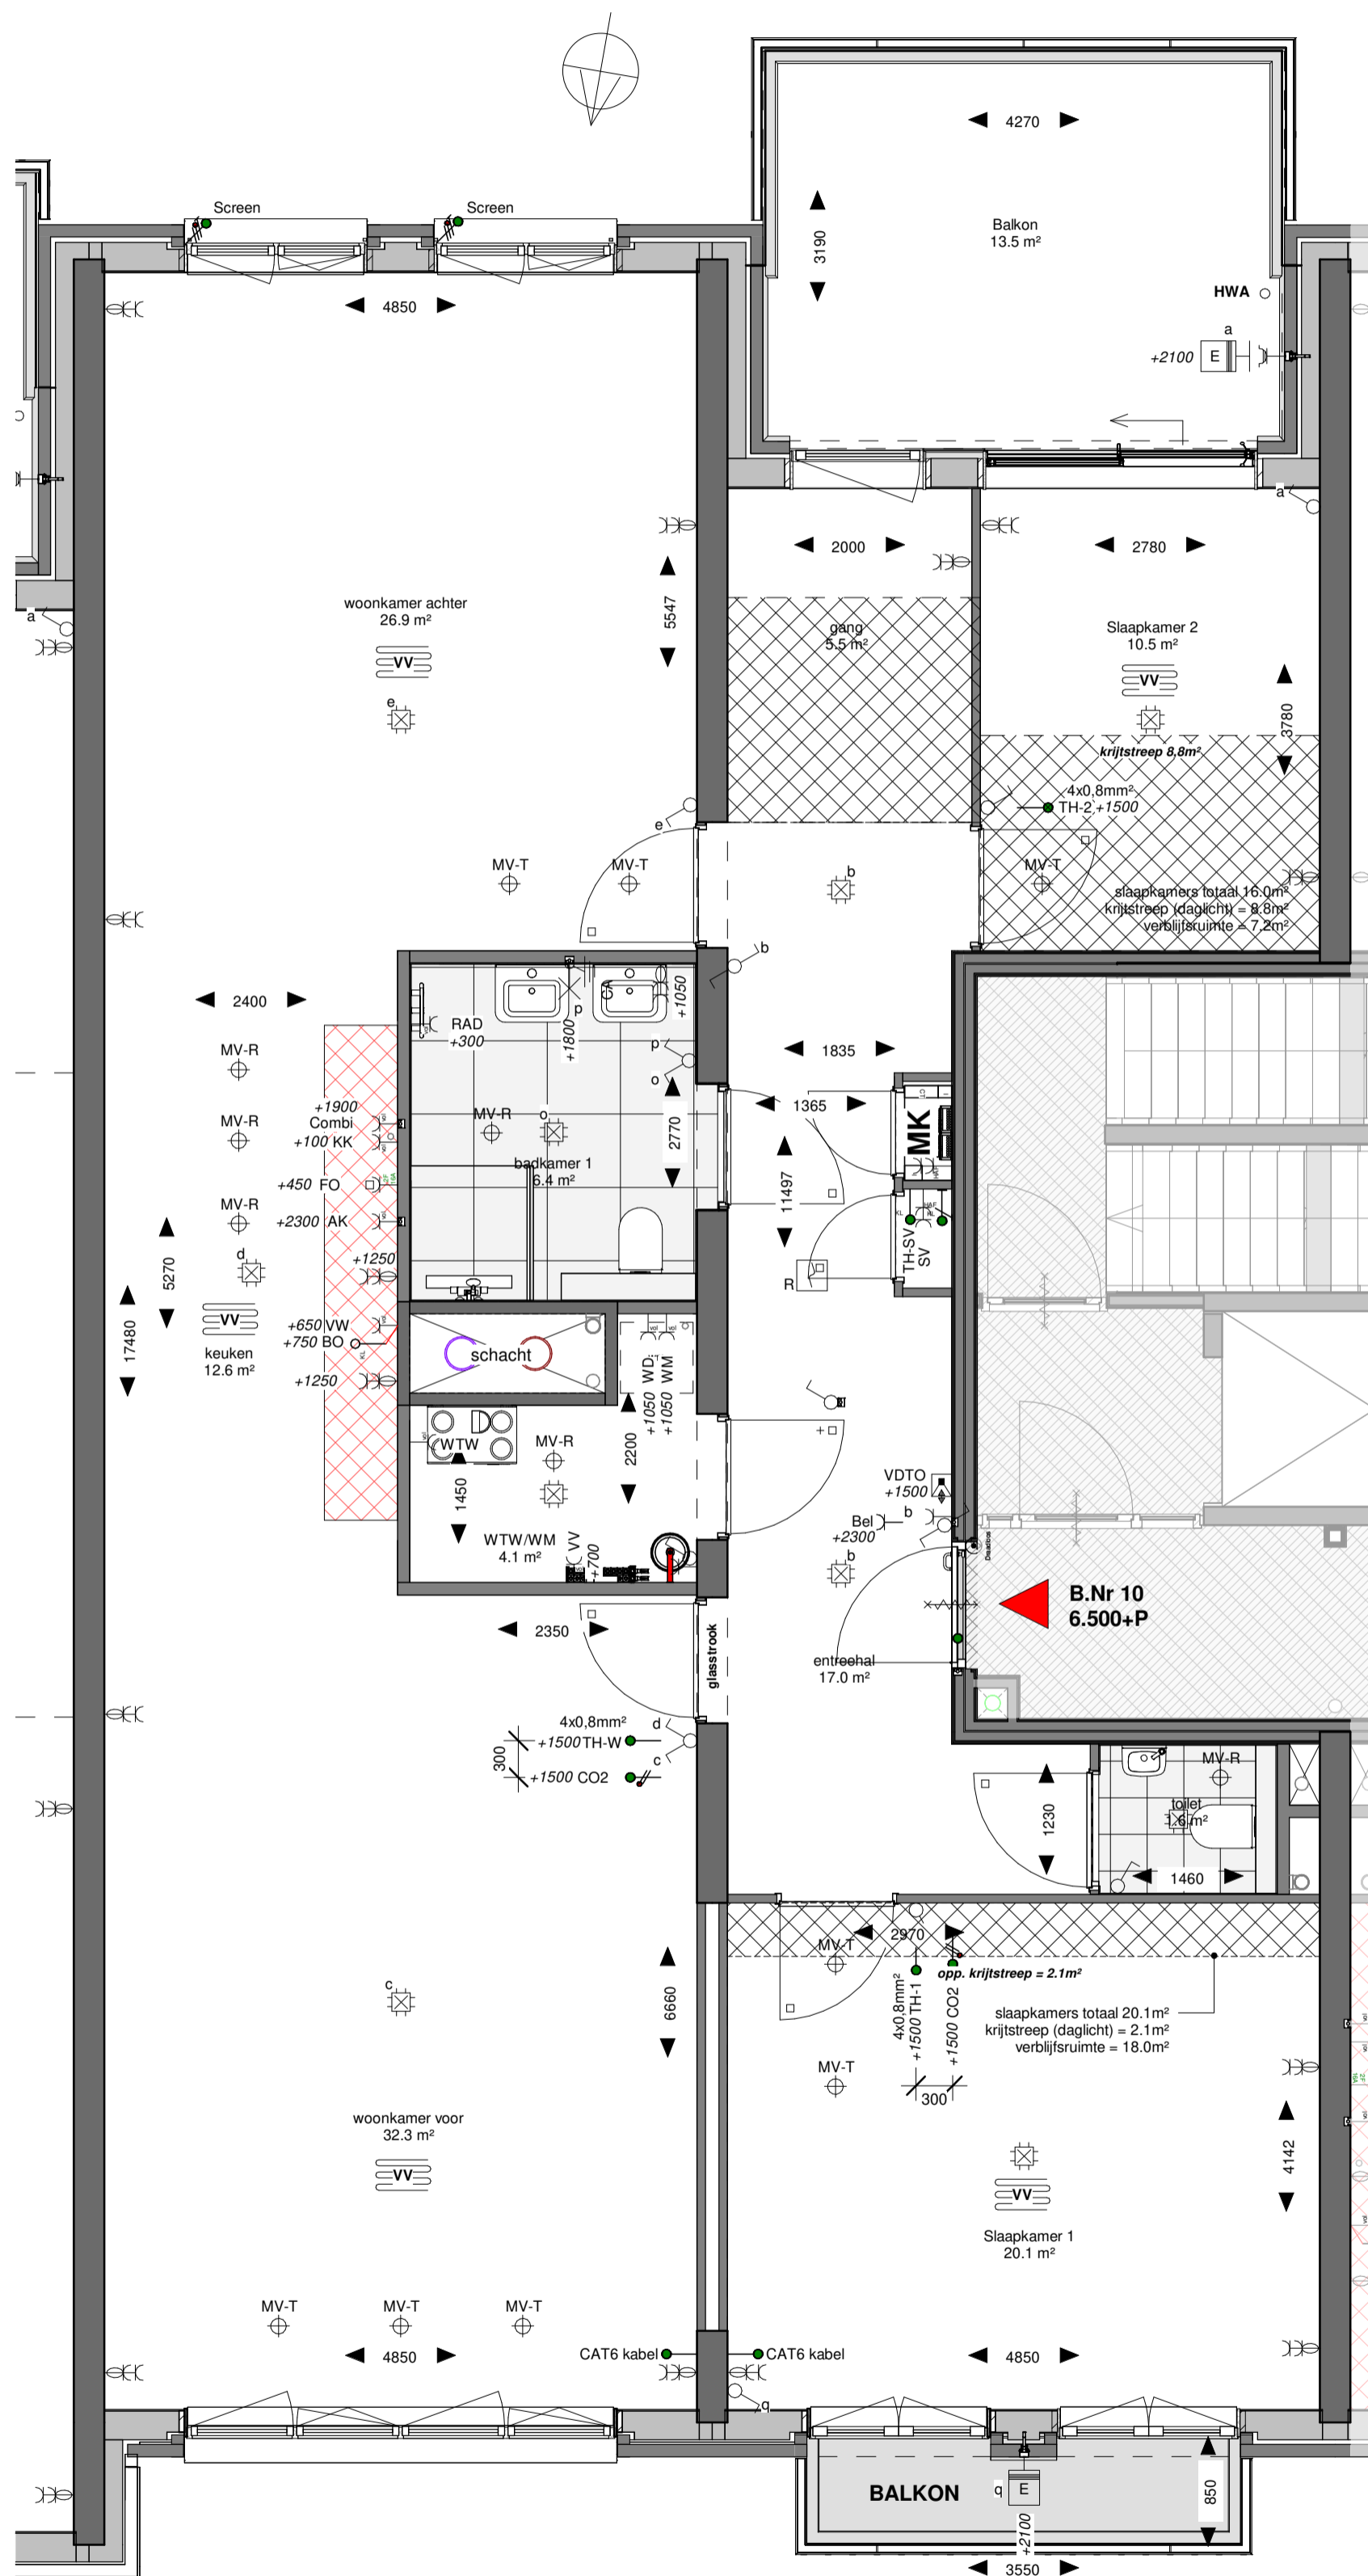 4270
Screen
Screen
Balkon
13.5 m²
3190
HWA
4850
a
+2100
E
a
2000
2780
5547
woonkamer achter
26.9 m²
VV
e
gang
5.5 m²
Slaapkamer 2
10.5 m²
VV
3780
krijtstreep 8.8m²
4x0,8mm²
TH-2 +1500
a
e
MV-T
MV-T
b
MV-T
slaapkamers totaal 16.0m²
krijtstreep (daglicht) = 8.8m²
verblijfsruimte = 7.2m²
b
2400
RAD
+300
CA
p
+1800
+1050
p
o
1835
MV-R
1365
MK
+1900
Combi
MV-R
+100 KK
MV-R
o
2770
badkamer 1
6.4 m²
11497
+450 FO
MV-R
+2300 AK
TH-SV
SV
d
+1250
R
5270
17480
VV
keuken
12.6 m²
+650 VW
+750 BO
KL
+1250
schacht
+1050 WD
+1050 WM
2200
WTW
MV-R
1450
VDTO
+1500
Bel
+2300
b
b
WTW/WM
4.1 m²
VV
+700
B.Nr 10
6.500+P
2350
glasstrook
entreehal
17.0 m²
4x0,8mm²
+1500 TH-W
+1500 CO2
300
d
c
MV-R
toilet
1.6 m²
1230
1460
2970
MV-T
opp. krijtstreep = 2.1m²
4x0,8mm²
+1500 TH-1
+1500 CO2
300
slaapkamers totaal 20.1m²
krijtstreep (daglicht) = 2.1m²
verblijfsruimte = 18.0m²
c
6660
MV-T
woonkamer voor
32.3 m²
VV
4142
VV
Slaapkamer 1
20.1 m²
MV-T
MV-T
MV-T
4850
CAT6 kabel
CAT6 kabel
4850
q
BALKON
q
E
+2100
850
3550